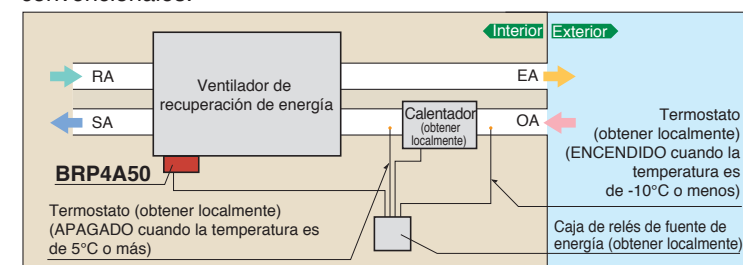 convencionales.
Interior Exterior
RA
Ventilador de
recuperación de energía
EA
SA
Calentador
(obtener
localmente)
OA
Termostato
(obtener localmente)
(ENCENDIDO cuando la
temperatura es
de -10°C o menos)
BRP4A50
Termostato (obtener localmente)
(APAGADO cuando la temperatura es
de 5°C o más)
Caja de relés de fuente de
energía (obtener localmente)